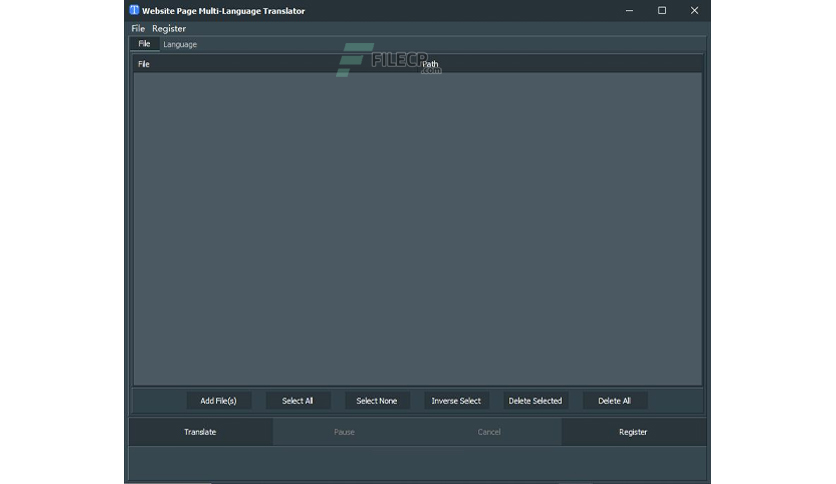 Website Page Multi-Language Translator
File Register
File Language
File Path
FILECR
.com
Add File(s) Select All Select None Inverse Select Delete Selected Delete All
Translate Pause Cancel Register